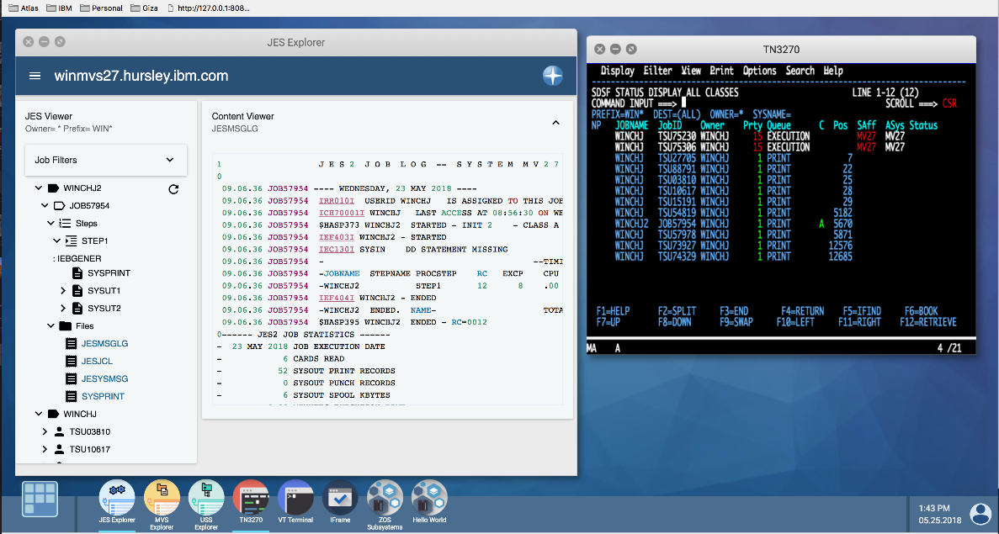 Atlas IBM Personal Giza http://127.0.0.1:808...
JES Explorer
winmvs27.hursley.ibm.com
JES Viewer
Owner= * Prefix= WIN*
Job Filters
WINCHJ2
JOB57954
Steps
STEP1
: IEBGENER
SYSPRINT
SYSUT1
SYSUT2
Files
JESMSGLG
JESJCL
JESYSMSG
SYSPRINT
WINCHJ
TSU03810
TSU10617
Content Viewer
JESMSGLG
1 J E S 2 J O B L O G -- S Y S T E M M V 2 7
0
09.06.36 JOB57954 ---- WEDNESDAY, 23 MAY 2018 ----
09.06.36 JOB57954 IRR010I USERID WINCHJ IS ASSIGNED TO THIS JOB
09.06.36 JOB57954 ICH70001I WINCHJ LAST ACCESS AT 08:56:30 ON WE
09.06.36 JOB57954 $HASP373 WINCHJ2 STARTED - INIT 2 - CLASS A
09.06.36 JOB57954 IEF403I WINCHJ2 - STARTED
09.06.36 JOB57954 IEC130I SYSIN DD STATEMENT MISSING
09.06.36 JOB57954 - --TIMI
09.06.36 JOB57954 -JOBNAME STEPNAME PROCSTEP RC EXCP CPU
09.06.36 JOB57954 -WINCHJ2 STEP1 12 8 .00
09.06.36 JOB57954 IEF404I WINCHJ2 - ENDED
09.06.36 JOB57954 -WINCHJ2 ENDED. NAME- TOTA
09.06.36 JOB57954 $HASP395 WINCHJ2 ENDED - RC=0012
0------ JES2 JOB STATISTICS ------
- 23 MAY 2018 JOB EXECUTION DATE
- 6 CARDS READ
- 52 SYSOUT PRINT RECORDS
- 0 SYSOUT PUNCH RECORDS
- 6 SYSOUT SPOOL KBYTES
TN3270
Display Filter View Print Options Search Help
SDSF STATUS DISPLAY ALL CLASSES LINE 1-12 (12)
COMMAND INPUT ===> SCROLL ===> CSR
PREFIX=WIN* DEST=(ALL) OWNER=* SYSNAME=
NP JOBNAME JobID Owner Prty Queue C Pos SAff ASys Status
WINCHJ TSU75230 WINCHJ 15 EXECUTION MV27 MV27
WINCHJ TSU75306 WINCHJ 15 EXECUTION MV27 MV27
WINCHJ TSU27705 WINCHJ 1 PRINT 7
WINCHJ TSU88791 WINCHJ 1 PRINT 22
WINCHJ TSU03810 WINCHJ 1 PRINT 25
WINCHJ TSU10617 WINCHJ 1 PRINT 28
WINCHJ TSU15191 WINCHJ 1 PRINT 29
WINCHJ TSU54819 WINCHJ 1 PRINT 5182
WINCHJ2 JOB57954 WINCHJ 1 PRINT A 5670
WINCHJ TSU57978 WINCHJ 1 PRINT 5871
WINCHJ TSU73927 WINCHJ 1 PRINT 12576
WINCHJ TSU74329 WINCHJ 1 PRINT 12685
F1=HELP F2=SPLIT F3=END F4=RETURN F5=IFIND F6=BOOK
F7=UP F8=DOWN F9=SWAP F10=LEFT F11=RIGHT F12=RETRIEVE
MA A 4 /21
JES Explorer
MVS Explorer
USS Explorer
TN3270
VT Terminal
IFrame
ZOS Subsystems
Hello World
1:43 PM
05.25.2018